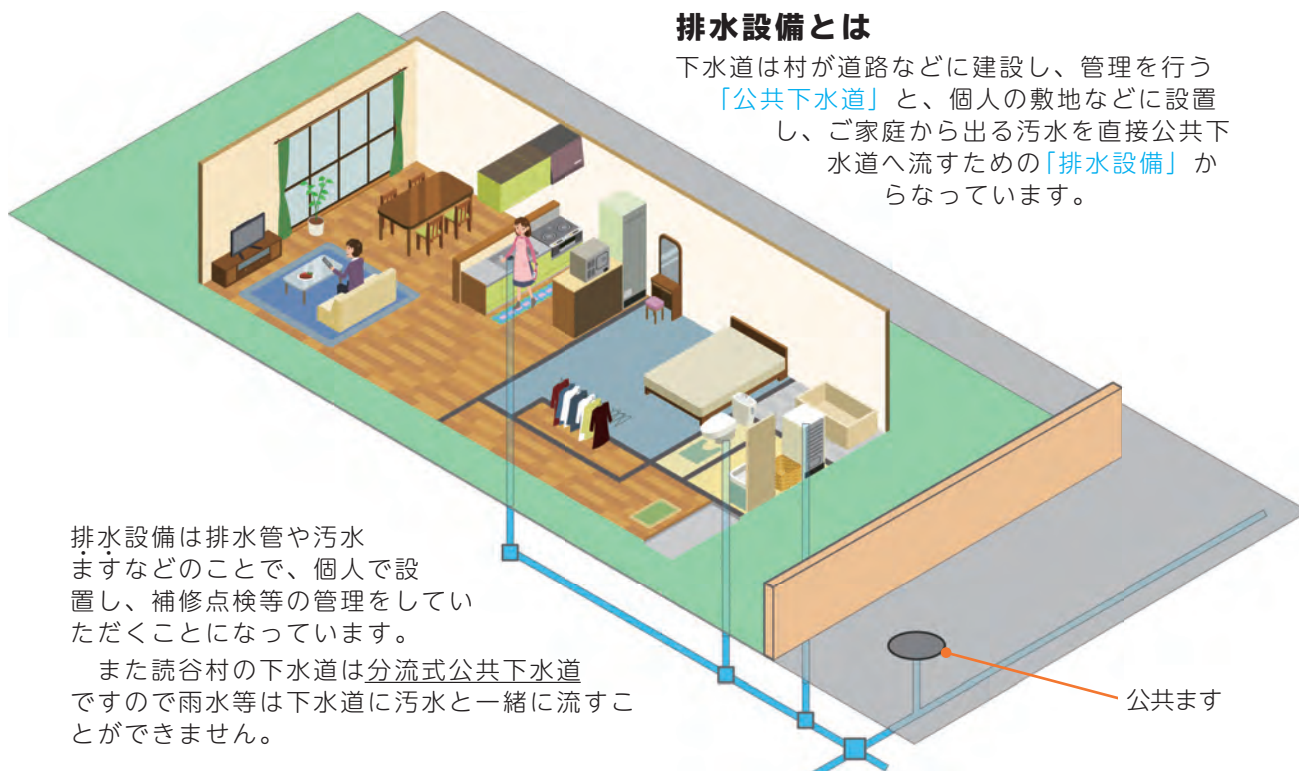 排水設備とは
下水道は村が道路などに建設し、管理を行う
「公共下水道」と、個人の敷地などに設置
し、ご家庭から出る汚水を直接公共下
水道へ流すための「排水設備」か
らなっています。
排水設備は排水管や汚水
ますなどのことで、個人で設
置し、補修点検等の管理をしてい
ただくことになっています。
　また読谷村の下水道は分流式公共下水道
ですので雨水等は下水道に汚水と一緒に流すこ
とができません。
公共ます